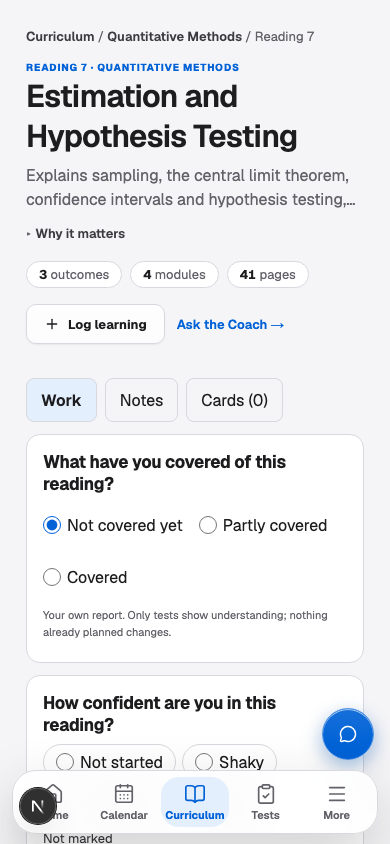 Curriculum / Quantitative Methods / Reading 7
READING 7 · QUANTITATIVE METHODS
Estimation and
Hypothesis Testing
Explains sampling, the central limit theorem,
confidence intervals and hypothesis testing,...
Why it matters
3 outcomes
4 modules
41 pages
+ Log learning
Ask the Coach →
Work
Notes
Cards (0)
What have you covered of this
reading?
Not covered yet
Partly covered
Covered
Your own report. Only tests show understanding; nothing
already planned changes.
How confident are you in this
reading?
Not started
Shaky
N
me
Calendar
Curriculum
Tests
More
Not marked